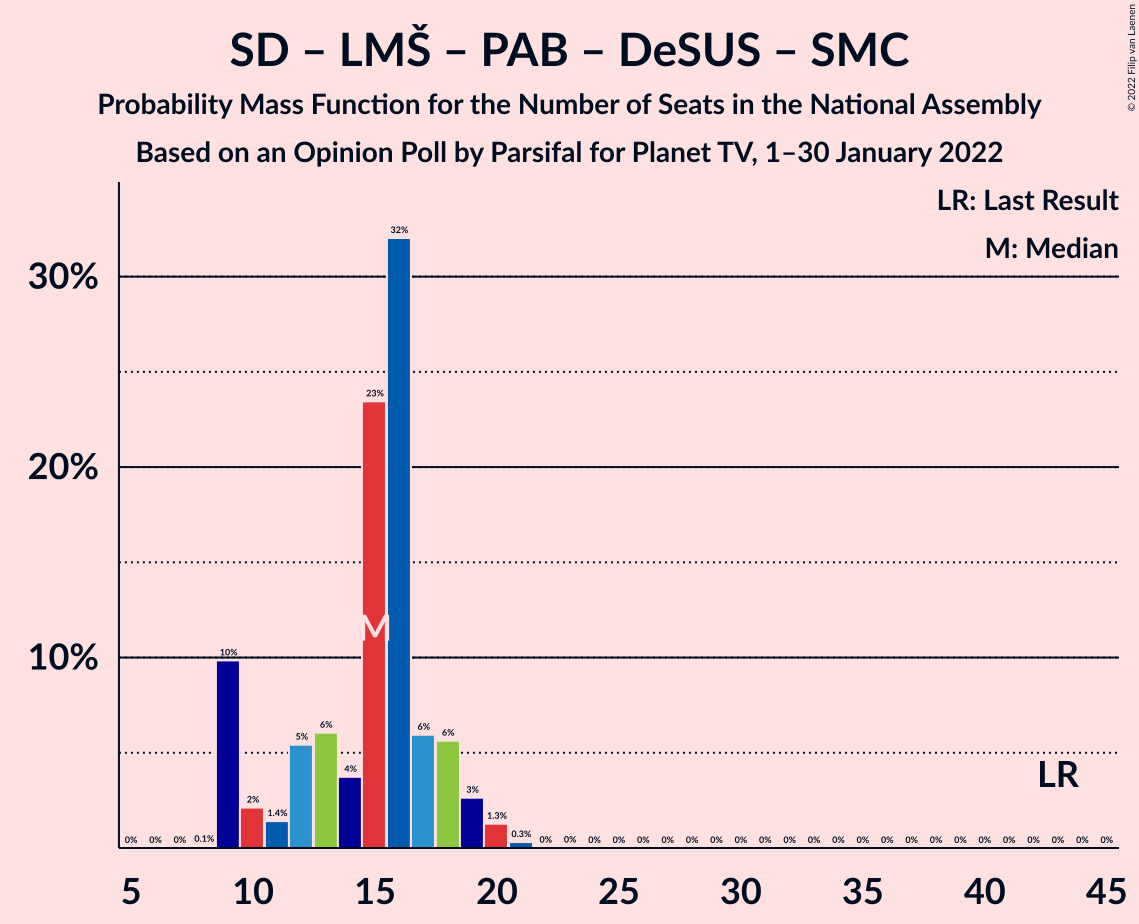 SD – LMŠ – PAB – DeSUS – SMC
Probability Mass Function for the Number of Seats in the National Assembly
Based on an Opinion Poll by Parsifal for Planet TV, 1–30 January 2022
© 2022 Filip van Laenen
LR: Last Result
M: Median
30%
20%
10%
0% 0% 0% 0.1% 10% 2% 1.4% 5% 6% 4% 23% 32% 6% 6% 3% 1.3% 0.3% 0% 0% 0% 0% 0% 0% 0% 0% 0% 0% 0% 0% 0% 0% 0% 0% 0% 0% 0% 0% 0% 0% 0% 0%
M
LR
5 10 15 20 25 30 35 40 45